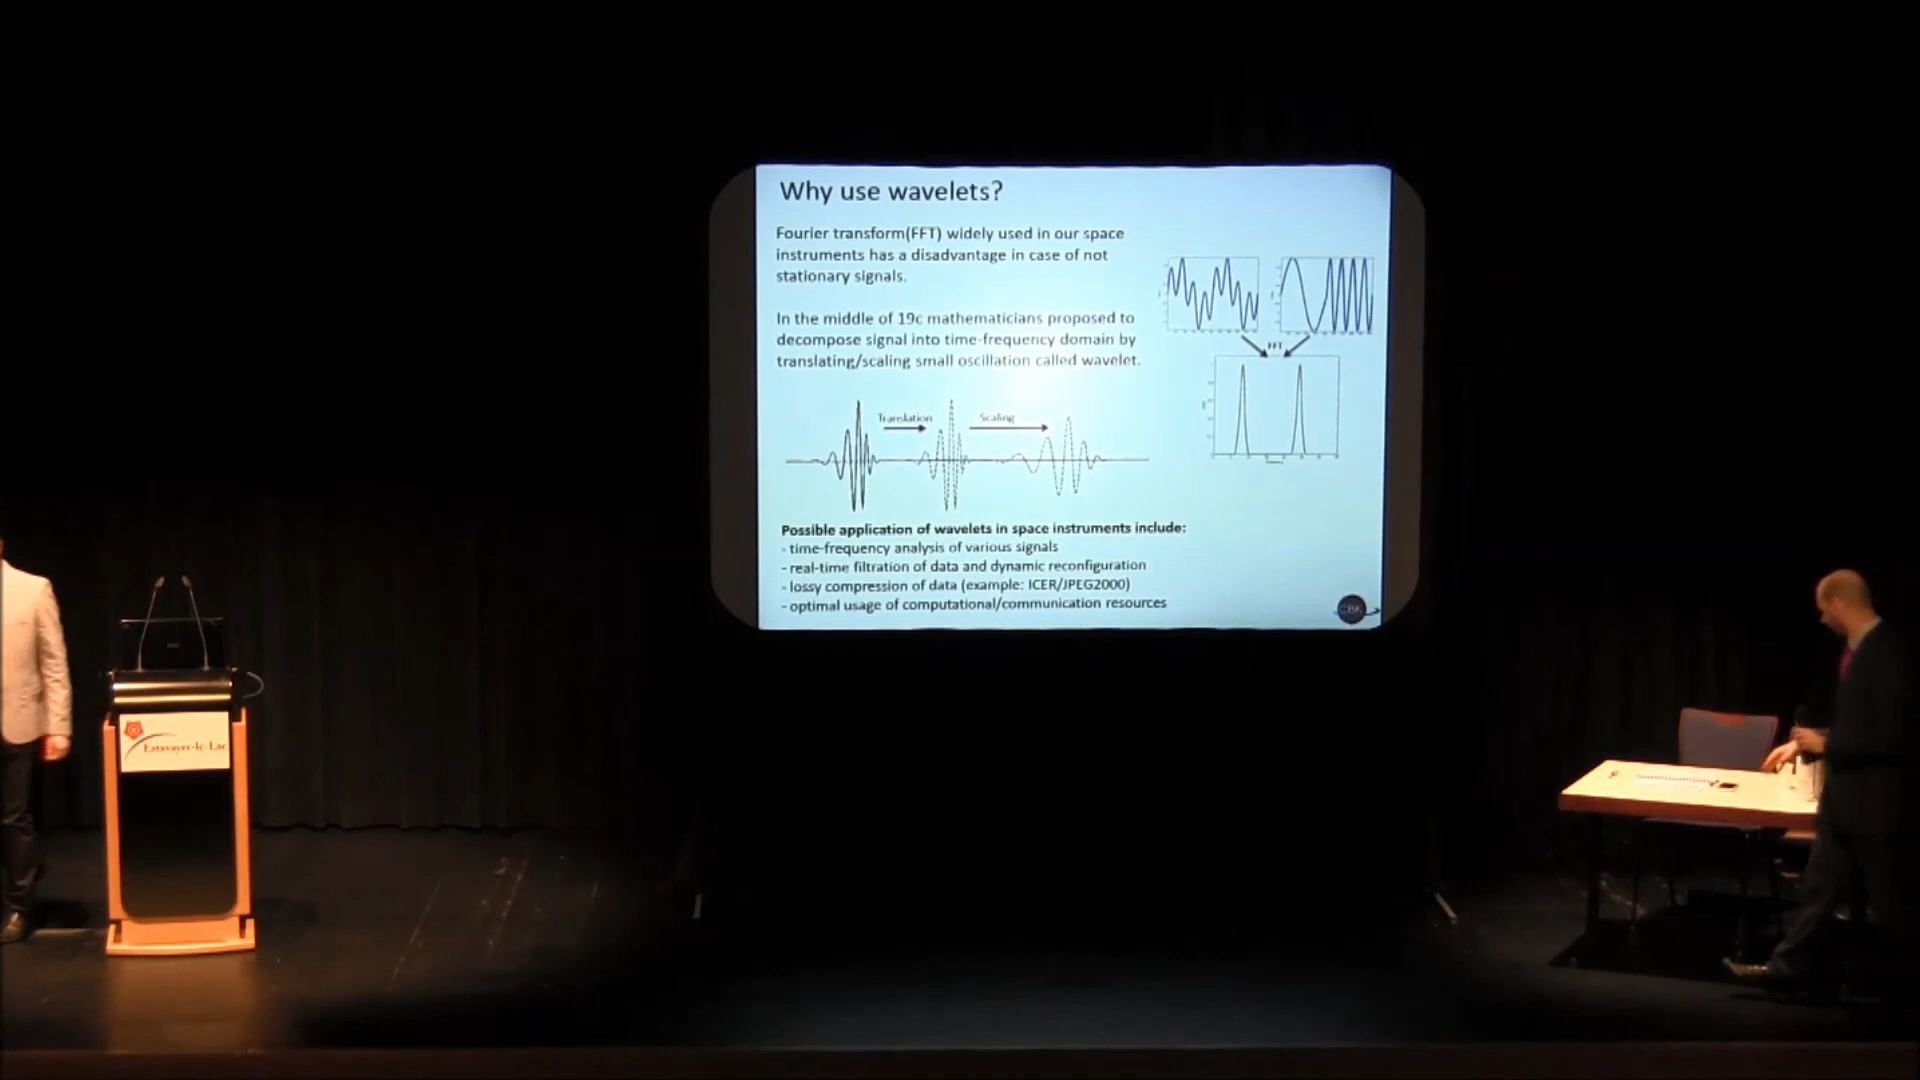 Why use wavelets?
Fourier transform(FFT) widely used in our space
instruments has a disadvantage in case of not
stationary signals.
In the middle of 19c mathematicians proposed to
decompose signal into time-frequency domain by
translating/scaling small oscillation called wavelet.
FFT
Translation
Scaling
Possible application of wavelets in space instruments include:
- time-frequency analysis of various signals
- real-time filtration of data and dynamic reconfiguration
- lossy compression of data (example: ICER/JPEG2000)
- optimal usage of computational/communication resources
CBK
Estavayer-le-Lac